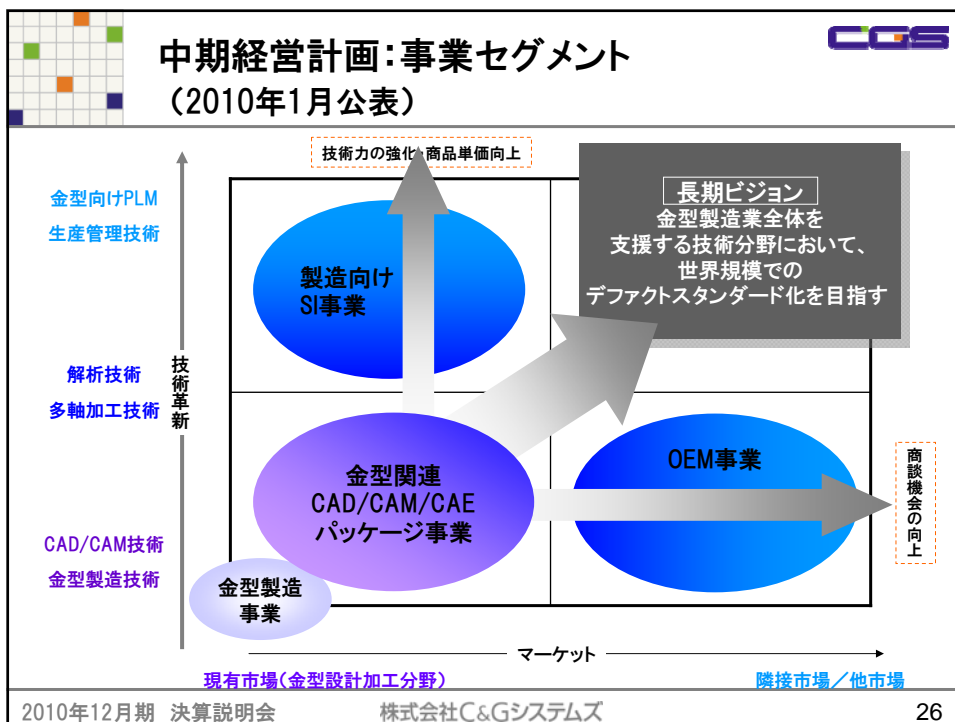 中期経営計画：事業セグメント
（2010年1月公表）
CGS
技術力の強化・商品単価向上
長期ビジョン
金型製造業全体を
支援する技術分野において、
世界規模での
デファクトスタンダード化を目指す
金型向けPLM
生産管理技術
製造向け
SI事業
技術革新
解析技術
多軸加工技術
金型関連
CAD/CAM/CAE
パッケージ事業
OEM事業
商談機会の向上
CAD/CAM技術
金型製造技術
金型製造
事業
マーケット
現有市場（金型設計加工分野）
隣接市場／他市場
2010年12月期 決算説明会
株式会社C&Gシステムズ
26